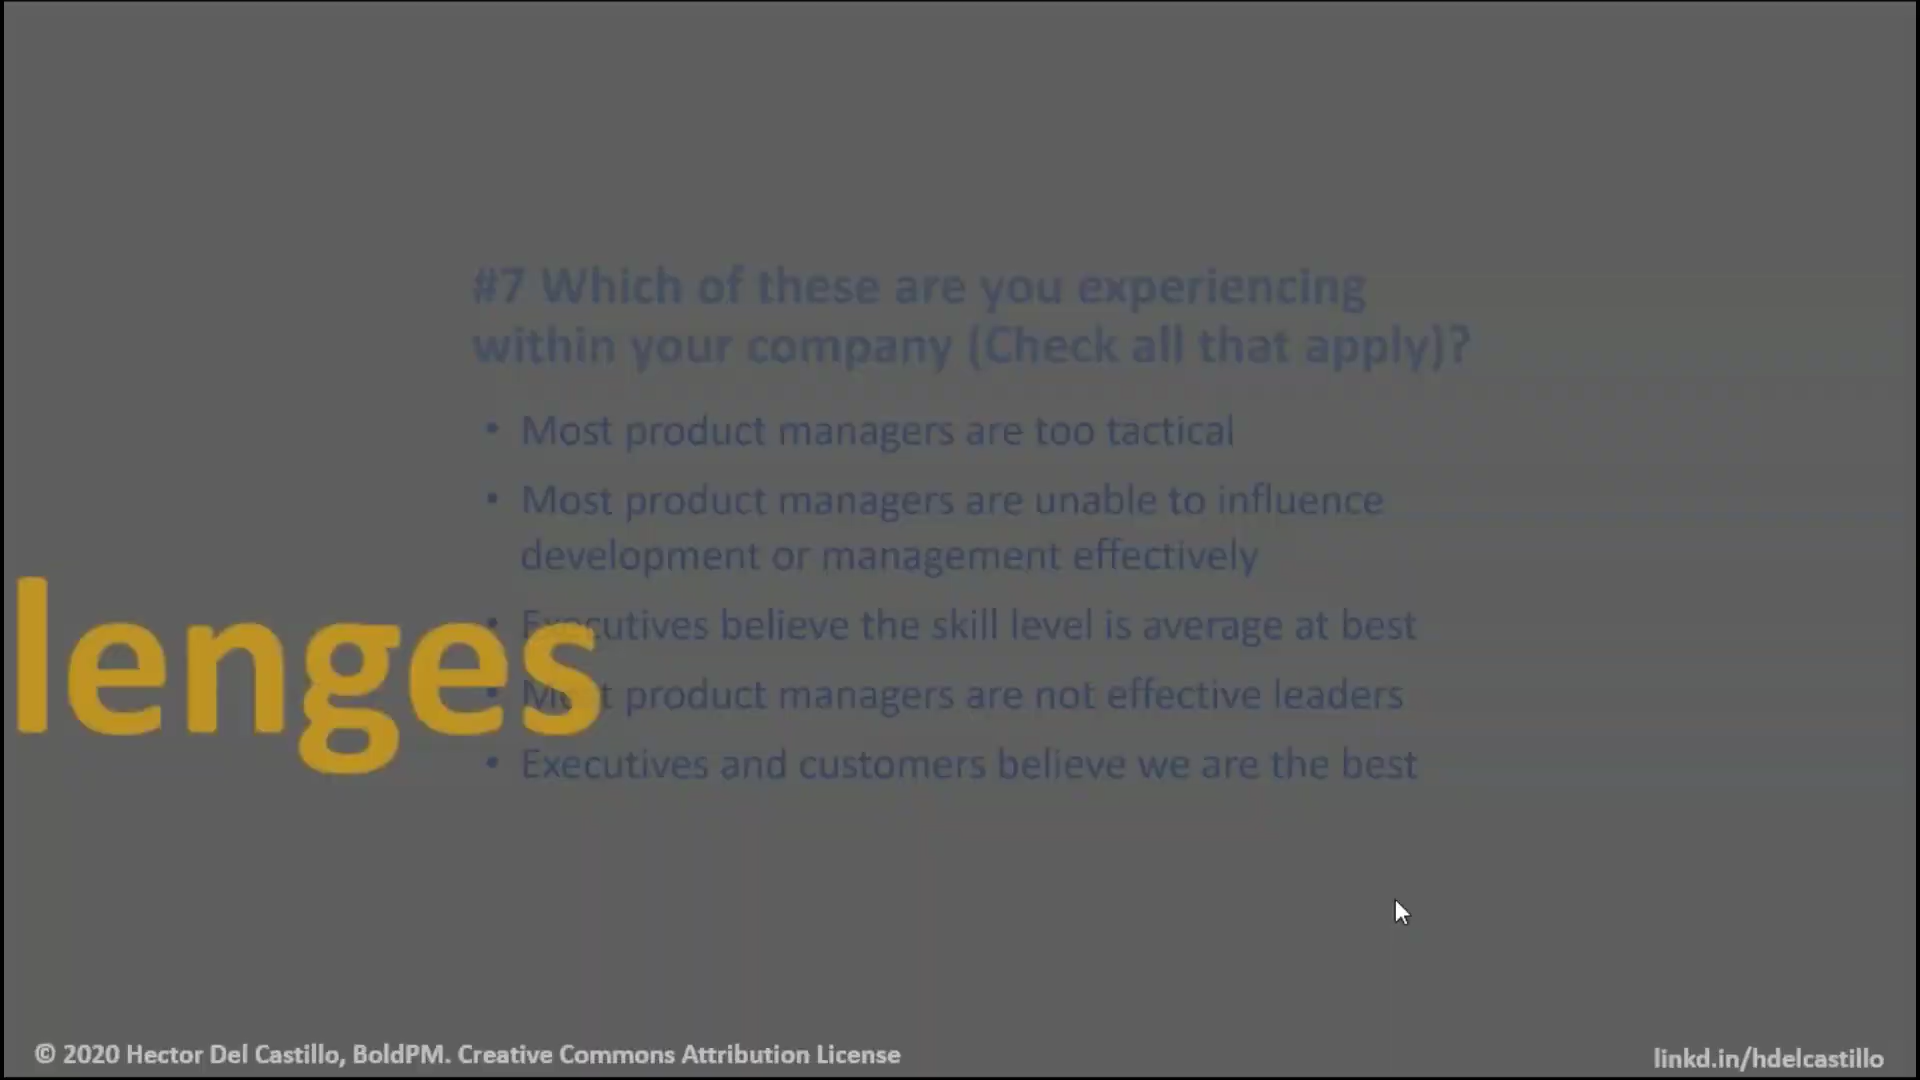 #7 Which of these are you experiencing
within your company (Check all that apply)?
• Most product managers are too tactical
• Most product managers are unable to influence
development or management effectively
• Executives believe the skill level is average at best
lenges
• Most product managers are not effective leaders
• Executives and customers believe we are the best
© 2020 Hector Del Castillo, BoldPM. Creative Commons Attribution License
linkd.in/hdelcastillo